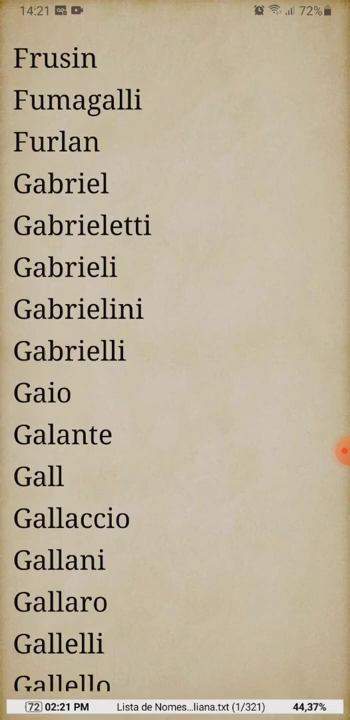 14:21 72%
Frusin
Fumagalli
Furlan
Gabriel
Gabrieletti
Gabrieli
Gabrielini
Gabrielli
Gaio
Galante
Gall
Gallaccio
Gallani
Gallaro
Gallelli
Gallello
72 02:21 PM Lista de Nomes...liana.txt (1/321) 44,37%